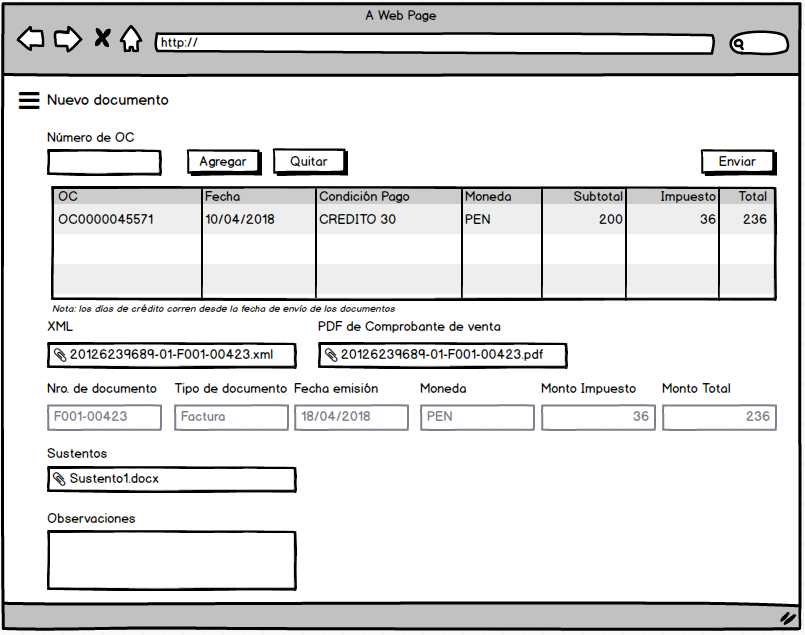 A Web Page
http://
Nuevo documento
Número de OC
Agregar Quitar Enviar
OC Fecha Condición Pago Moneda Subtotal Impuesto Total
OC0000045571 10/04/2018 CREDITO 30 PEN 200 36 236
Nota: los días de crédito corren desde la fecha de envío de los documentos
XML PDF de Comprobante de venta
20126239689-01-F001-00423.xml 20126239689-01-F001-00423.pdf
Nro. de documento Tipo de documento Fecha emisión Moneda Monto Impuesto Monto Total
F001-00423 Factura 18/04/2018 PEN 36 236
Sustentos
Sustento1.docx
Observaciones